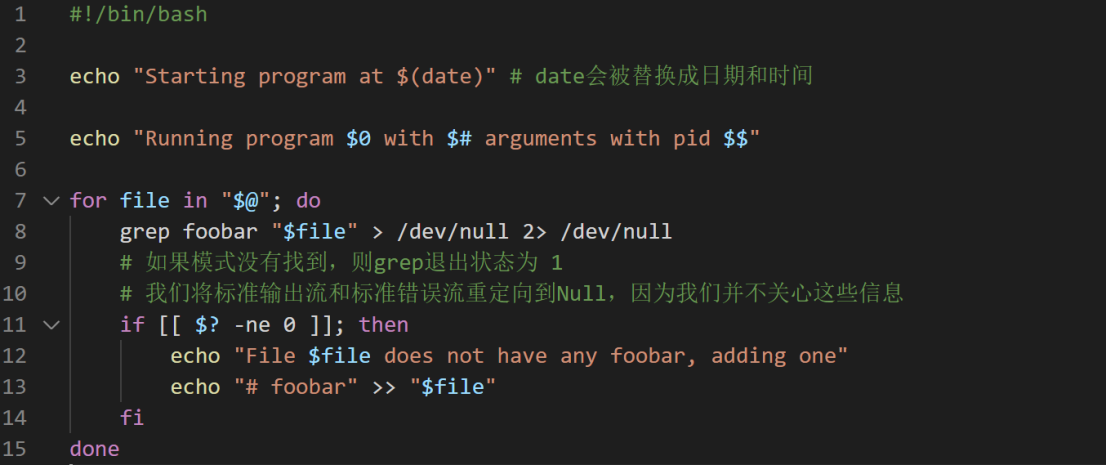 1 #!/bin/bash
2
3 echo "Starting program at $(date)" # date会被替换成日期和时间
4
5 echo "Running program $0 with $# arguments with pid $$"
6
7 for file in "$@"; do
8     grep foobar "$file" > /dev/null 2> /dev/null
9     # 如果模式没有找到，则grep退出状态为 1
10     # 我们将标准输出流和标准错误流重定向到Null，因为我们并不关心这些信息
11     if [[ $? -ne 0 ]]; then
12         echo "File $file does not have any foobar, adding one"
13         echo "# foobar" >> "$file"
14     fi
15 done